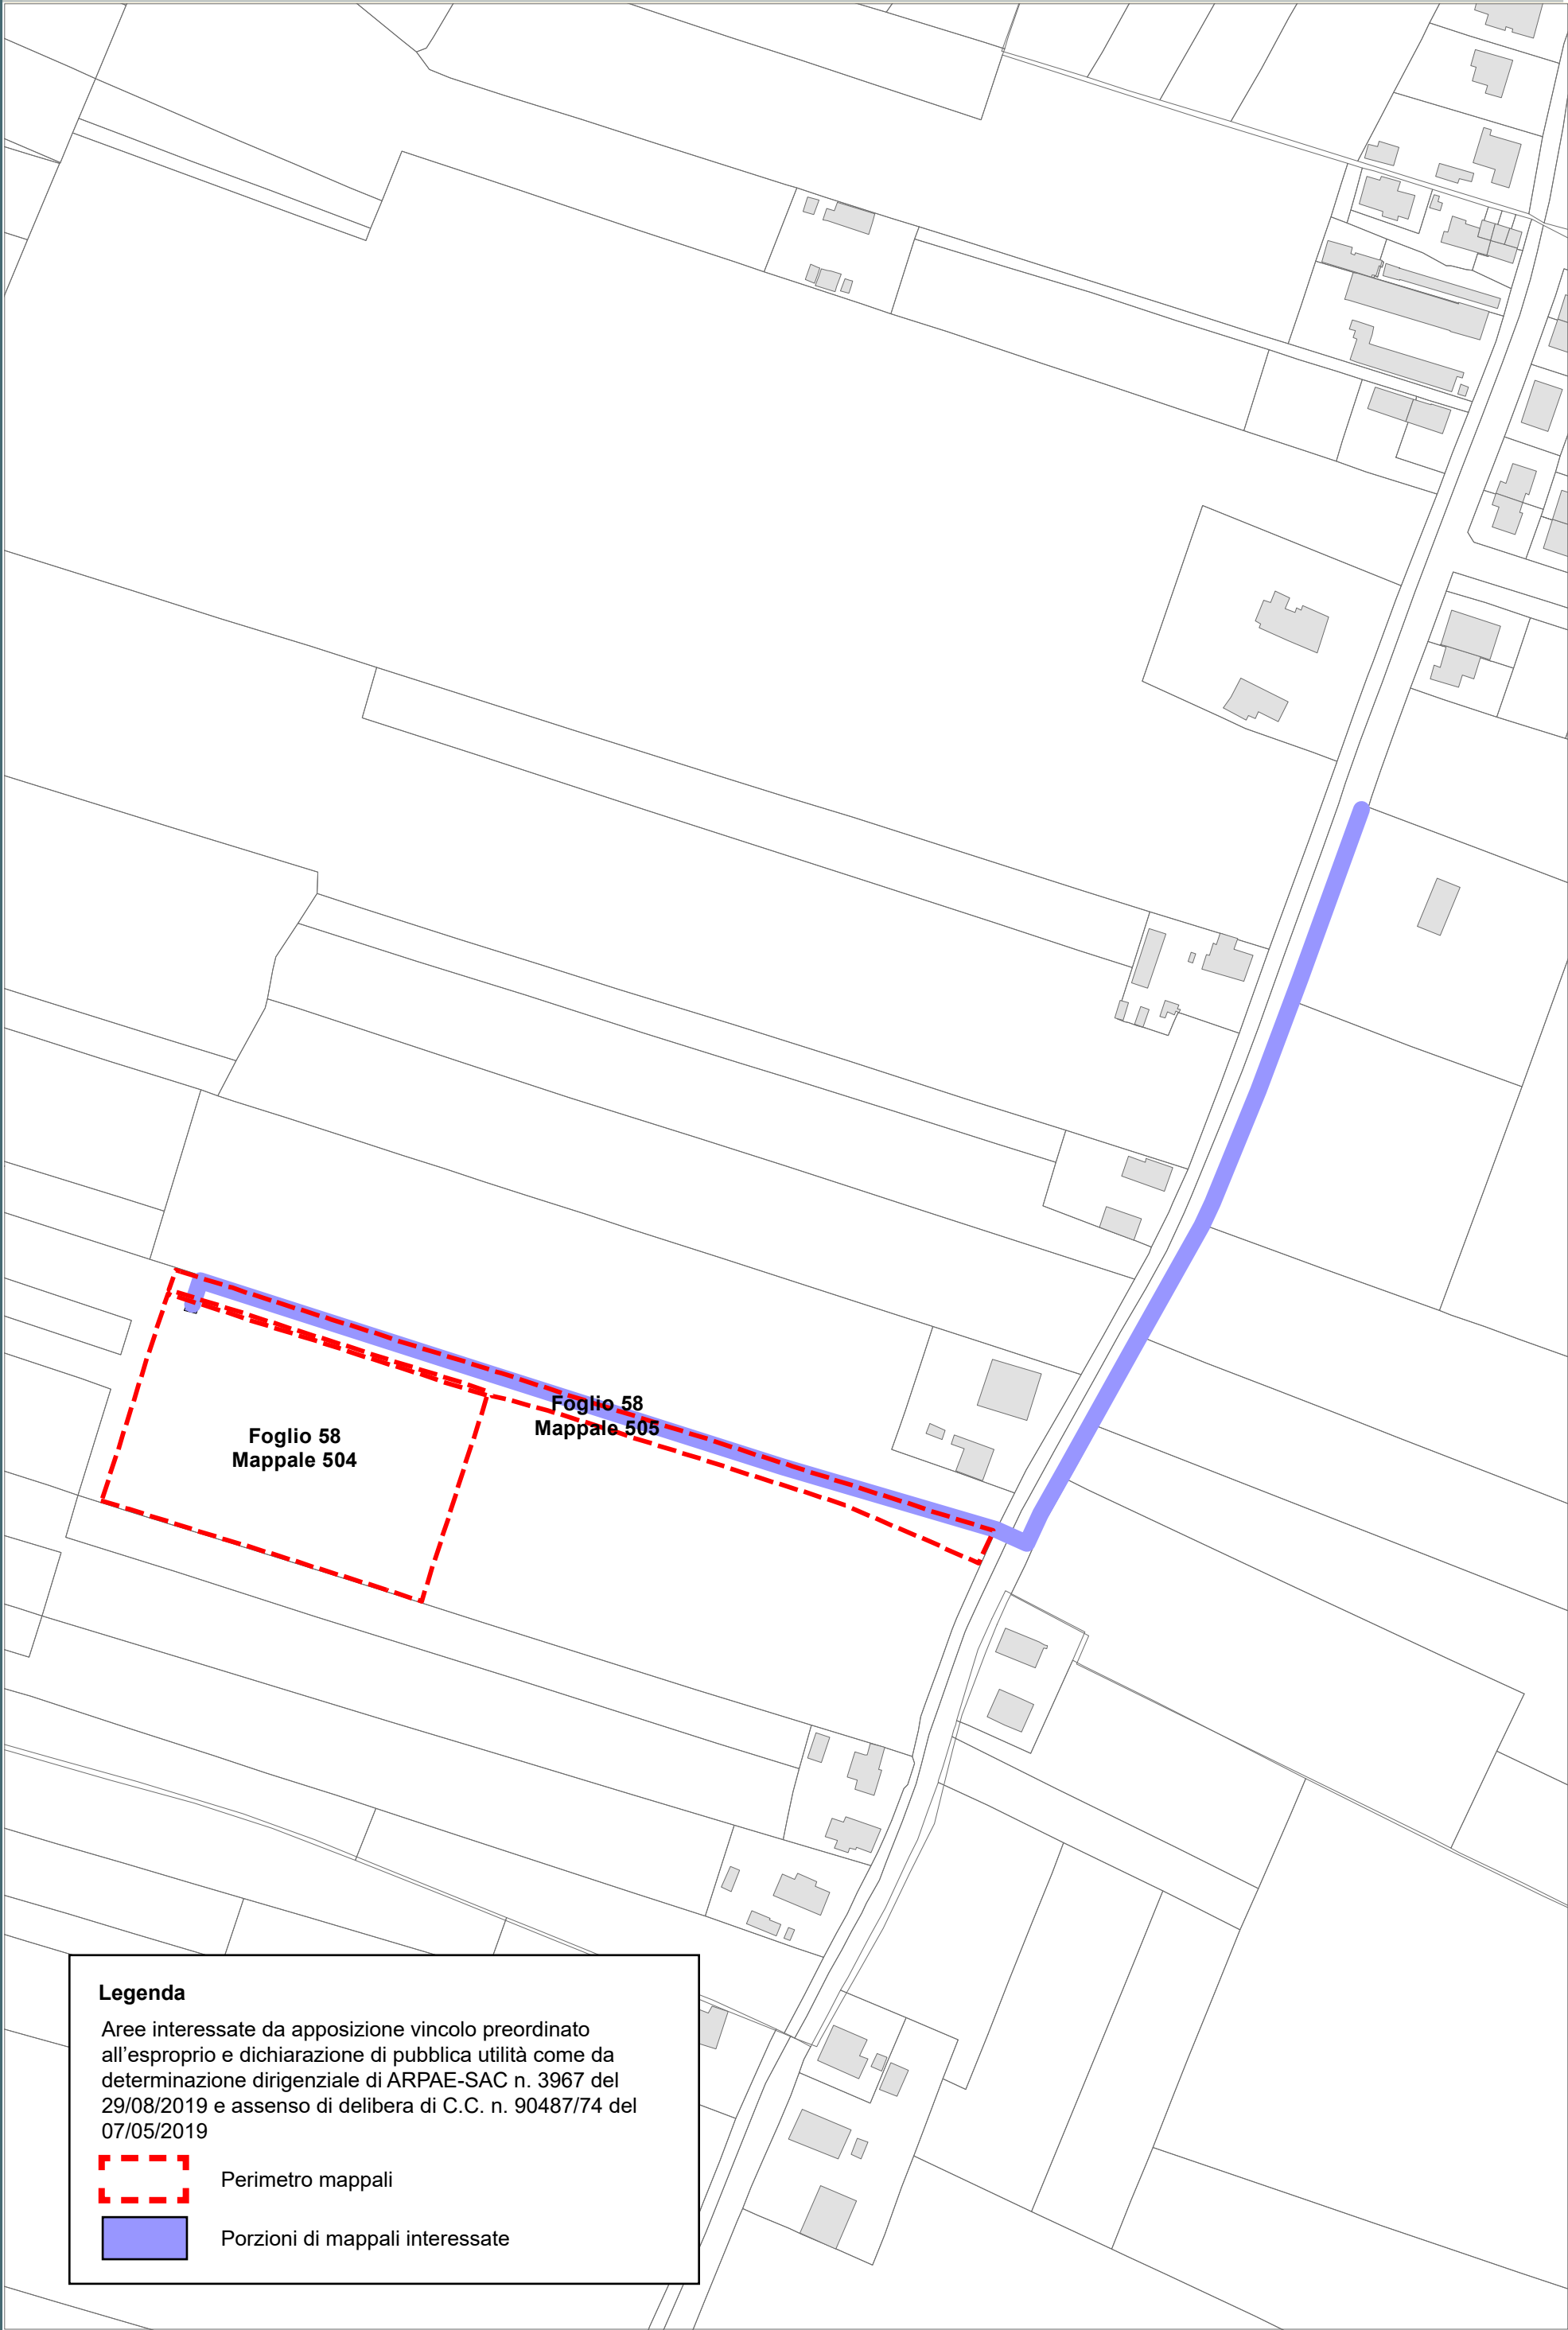 Foglio 58
Mappale 505
Foglio 58
Mappale 504
Legenda
Aree interessate da apposizione vincolo preordinato
all’esproprio e dichiarazione di pubblica utilità come da
determinazione dirigenziale di ARPAE-SAC n. 3967 del
29/08/2019 e assenso di delibera di C.C. n. 90487/74 del
07/05/2019
Perimetro mappali
Porzioni di mappali interessate